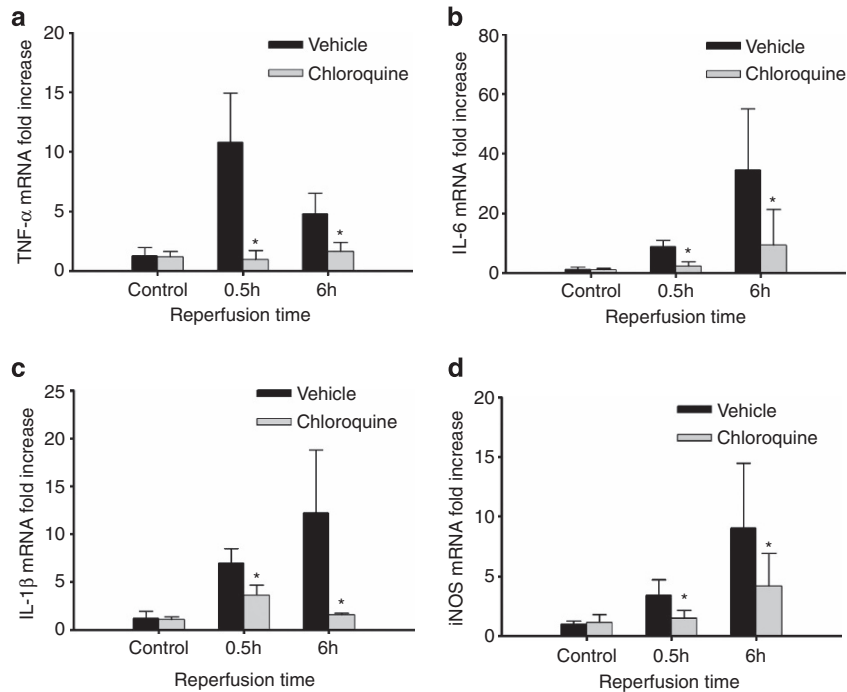 a
TNF-α mRNA fold increase
20
15
10
5
0
Vehicle
Chloroquine
*
*
Control 0.5h 6h
Reperfusion time
b
IL-6 mRNA fold increase
80
60
40
20
0
Vehicle
Chloroquine
*
*
Control 0.5h 6h
Reperfusion time
c
IL-1β mRNA fold increase
25
20
15
10
5
0
Vehicle
Chloroquine
*
*
Control 0.5h 6h
Reperfusion time
d
iNOS mRNA fold increase
20
15
10
5
0
Vehicle
Chloroquine
*
*
Control 0.5h 6h
Reperfusion time